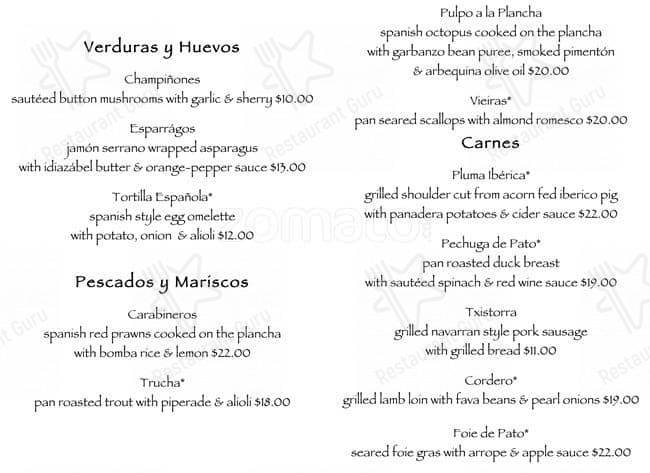 Verduras y Huevos
Champiñones
sautéed button mushrooms with garlic & sherry $10.00
Esparrágos
jamón serrano wrapped asparagus
with idiazábel butter & orange-pepper sauce $13.00
Tortilla Española*
spanish style egg omelette
with potato, onion & alioli $12.00
Pescados y Mariscos
Carabineros
spanish red prawns cooked on the plancha
with bomba rice & lemon $22.00
Trucha*
pan roasted trout with piperade & alioli $18.00
Pulpo a la Plancha
spanish octopus cooked on the plancha
with garbanzo bean puree, smoked pimentón
& arbequina olive oil $20.00
Vieiras*
pan seared scallops with almond romesco $20.00
Carnes
Pluma Ibérica*
grilled shoulder cut from acorn fed iberico pig
with panadera potatoes & cider sauce $22.00
Pechuga de Pato*
pan roasted duck breast
with sautéed spinach & red wine sauce $19.00
Txistorra
grilled navarran style pork sausage
with grilled bread $11.00
Cordero*
grilled lamb loin with fava beans & pearl onions $19.00
Foie de Pato*
seared foie gras with arrope & apple sauce $22.00
zomato
Restaurant Guru
Restaurant Guru
Restaurant Guru
Restaurant Guru